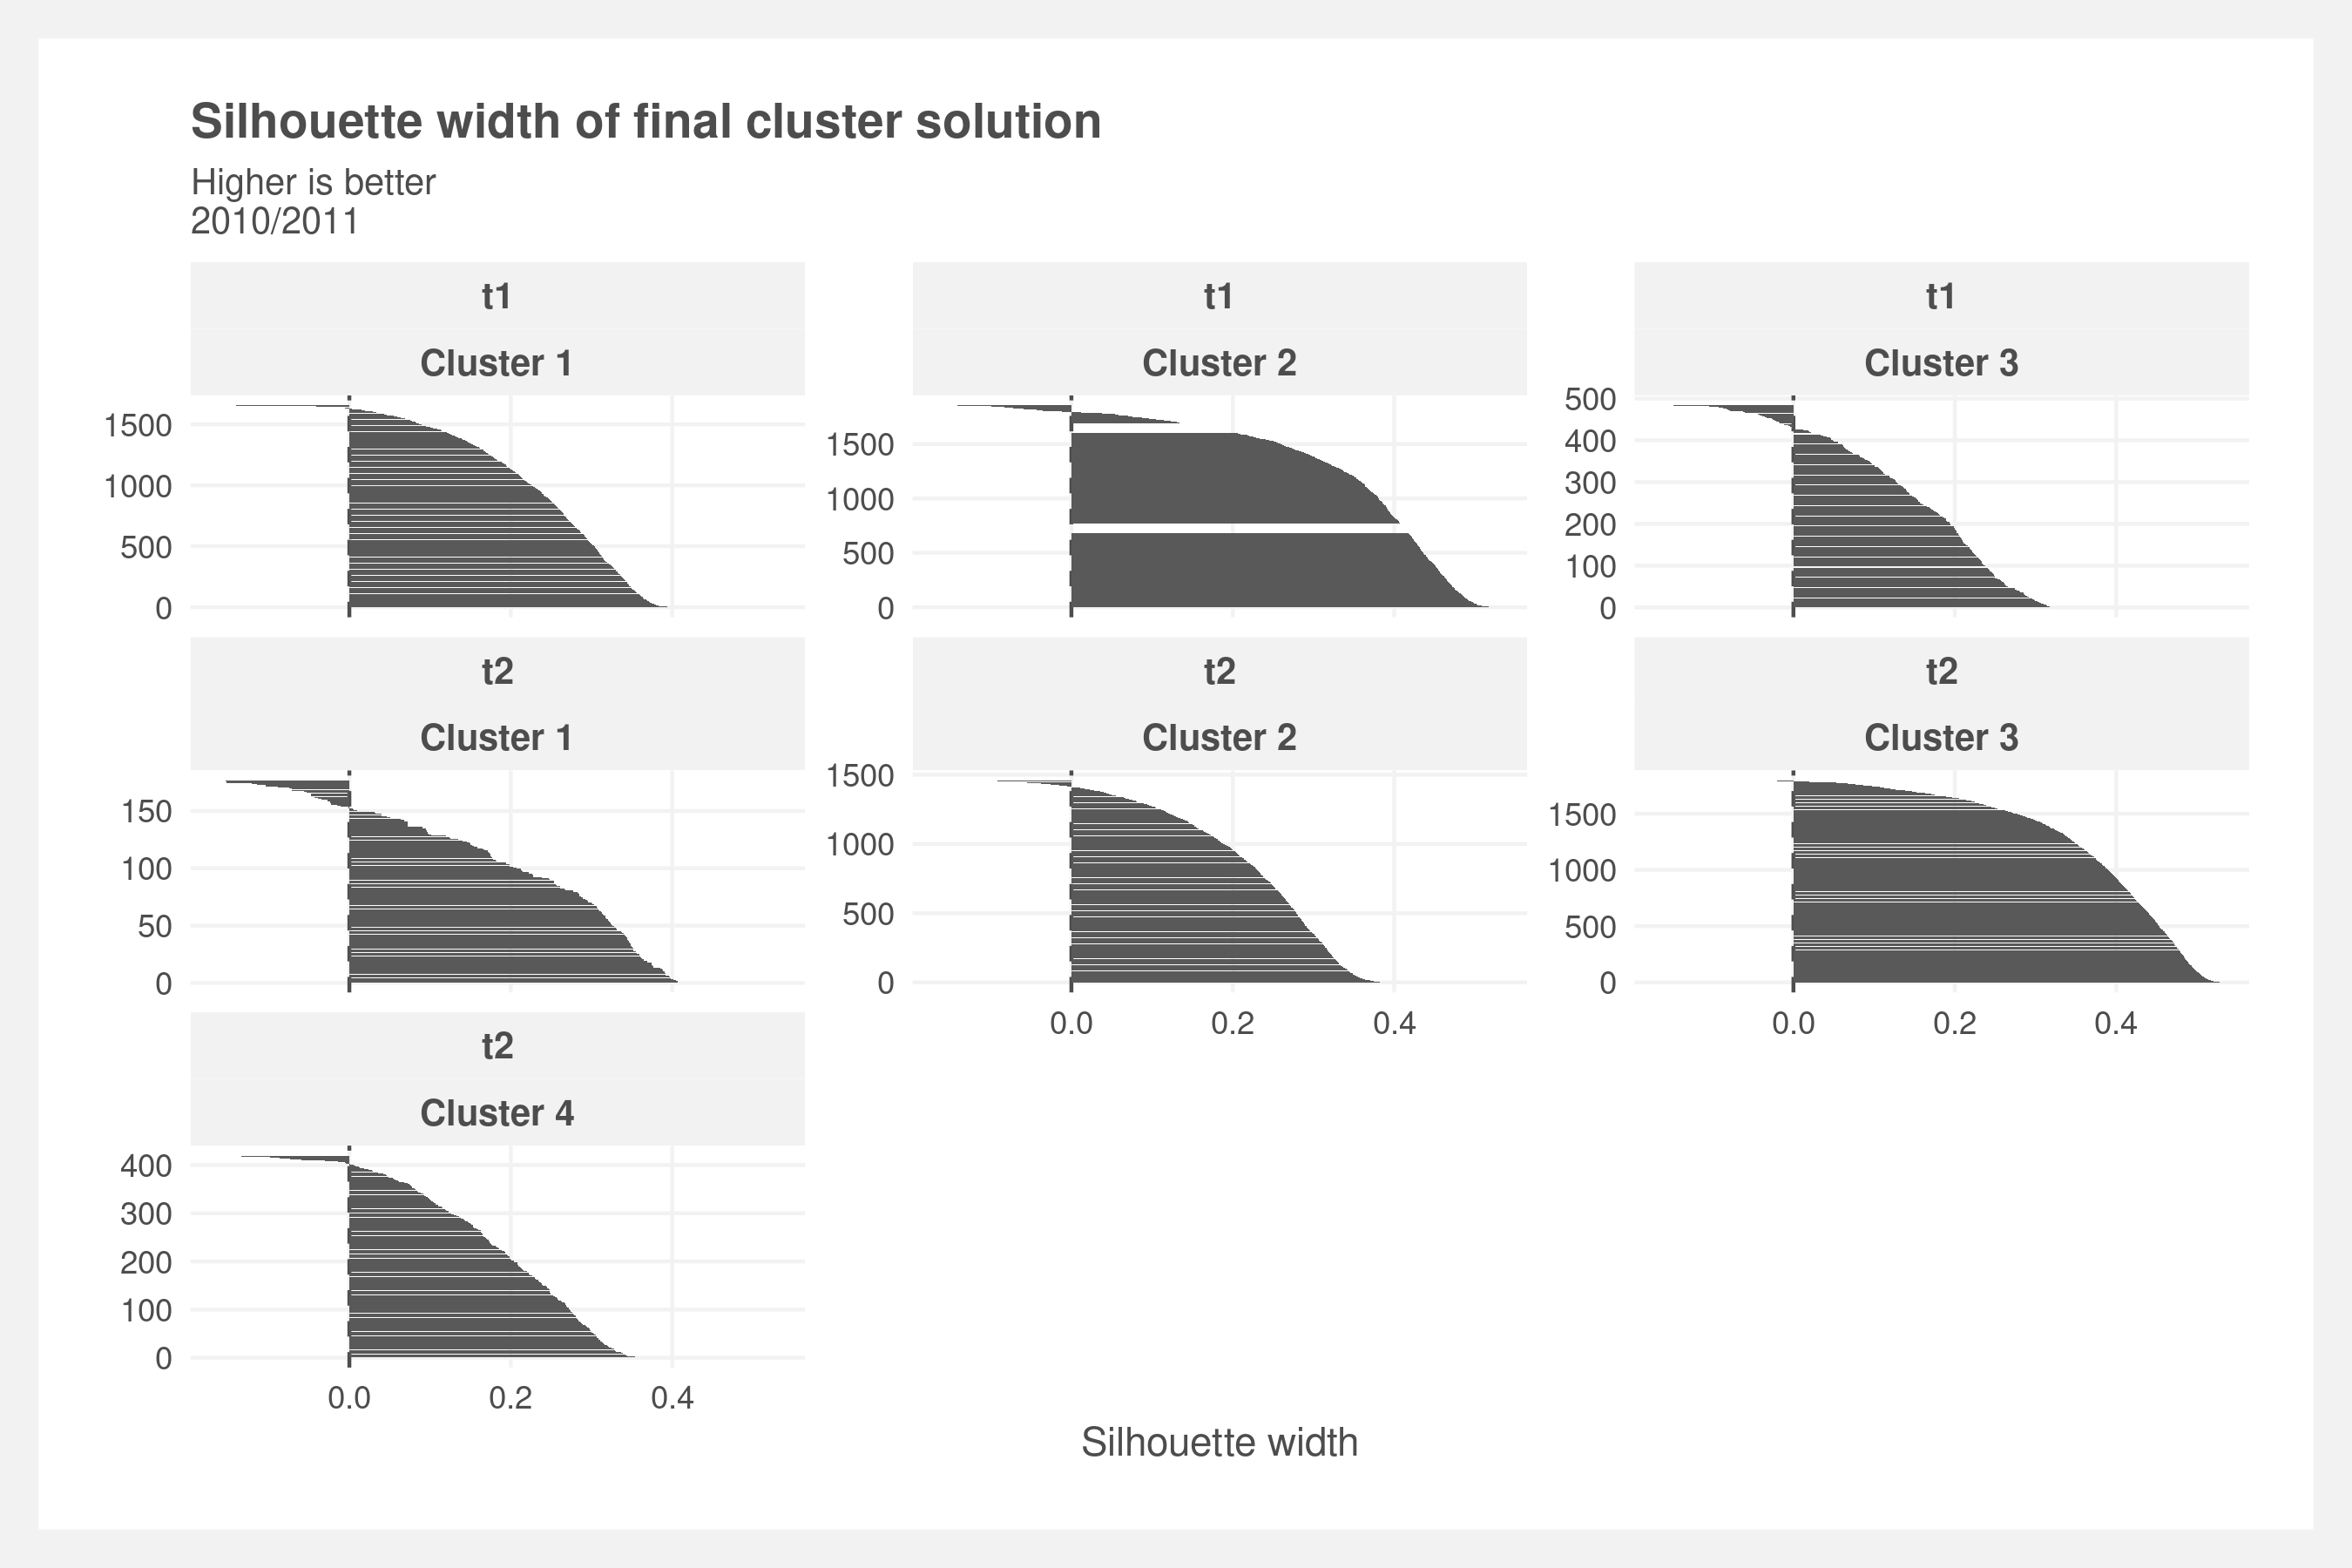 Silhouette width of final cluster solution
Higher is better
2010/2011
t1
Cluster 1
1500
1000
500
0
t1
Cluster 2
1500
1000
500
0
t1
Cluster 3
500
400
300
200
100
0
t2
Cluster 1
150
100
50
0
t2
Cluster 2
1500
1000
500
0
0.0 0.2 0.4
t2
Cluster 3
1500
1000
500
0
0.0 0.2 0.4
t2
Cluster 4
400
300
200
100
0
0.0 0.2 0.4
Silhouette width